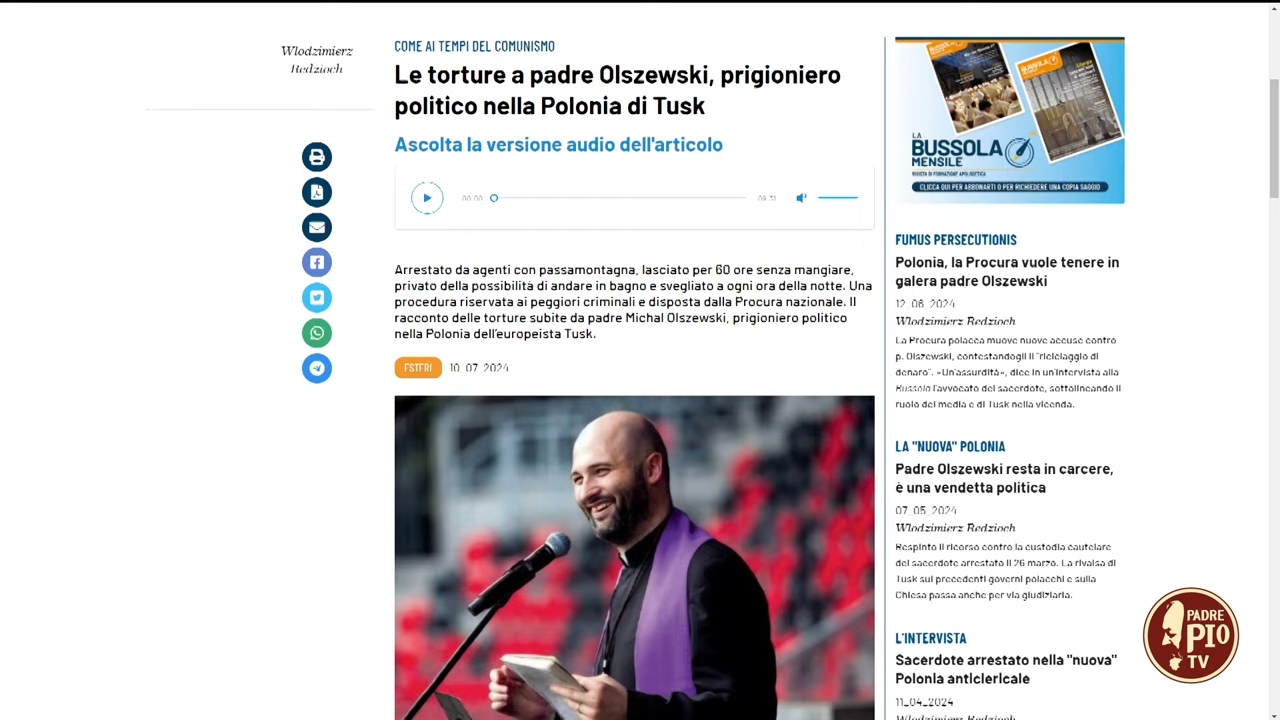 Wlodzimierz
Redzioch
COME AI TEMPI DEL COMUNISMO
Le torture a padre Olszewski, prigioniero
politico nella Polonia di Tusk
Ascolta la versione audio dell'articolo
00:00
Arrestato da agenti con passamontagna, lasciato per 60 ore senza mangiare,
privato della possibilità di andare in bagno e svegliato a ogni ora della notte. Una
procedura riservata ai peggiori criminali e disposta dalla Procura nazionale. Il
racconto delle torture subite da padre Michal Olszewski, prigioniero politico
nella Polonia dell'europeista Tusk.
ESTERI 10_07_2024
LA
BUSSOLA
MENSILE
RIVISTA DI FORMAZIONE APOLOGETICA
CLICCA QUI PER ABBONARTI O PER RICHIEDERE UNA COPIA SAGGIO
FUMUS PERSECUTIONIS
Polonia, la Procura vuole tenere in
galera padre Olszewski
12_06_2024
Wlodzimierz Redzioch
La Procura polacca muove nuove accuse contro
p. Olszewski, contestandogli il "riciclaggio di
denaro". «Un'assurdità», dice in un'intervista alla
Bussola l'avvocato del sacerdote, sottolineando il
ruolo dei media e di Tusk nella vicenda.
LA "NUOVA" POLONIA
Padre Olszewski resta in carcere,
è una vendetta politica
07_05_2024
Wlodzimierz Redzioch
Respinto il ricorso contro la custodia cautelare
del sacerdote arrestato il 26 marzo. La rivalsa di
Tusk sui precedenti governi polacchi e sulla
Chiesa passa anche per via giudiziaria.
L'INTERVISTA
Sacerdote arrestato nella "nuova"
Polonia anticlericale
11_04_2024
Wlodzimierz Redzioch
PADRE
PIO
TV